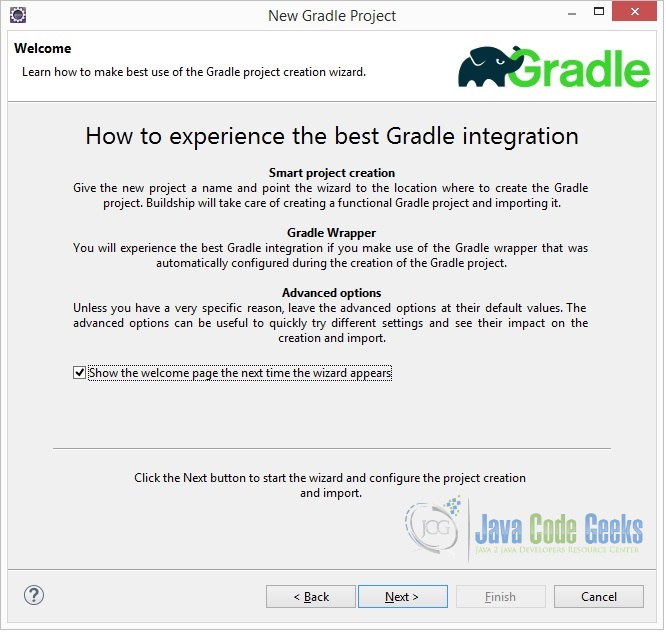 New Gradle Project
Welcome
Learn how to make best use of the Gradle project creation wizard.
Gradle
How to experience the best Gradle integration
Smart project creation
Give the new project a name and point the wizard to the location where to create the Gradle
project. Buildship will take care of creating a functional Gradle project and importing it.
Gradle Wrapper
You will experience the best Gradle integration if you make use of the Gradle wrapper that was
automatically configured during the creation of the Gradle project.
Advanced options
Unless you have a very specific reason, leave the advanced options at their default values. The
advanced options can be useful to quickly try different settings and see their impact on the
creation and import.
Show the welcome page the next time the wizard appears
Click the Next button to start the wizard and configure the project creation
and import.
JCG
Java Code Geeks
Java 2 Java Developers Resource Center
?
< Back
Next >
Finish
Cancel